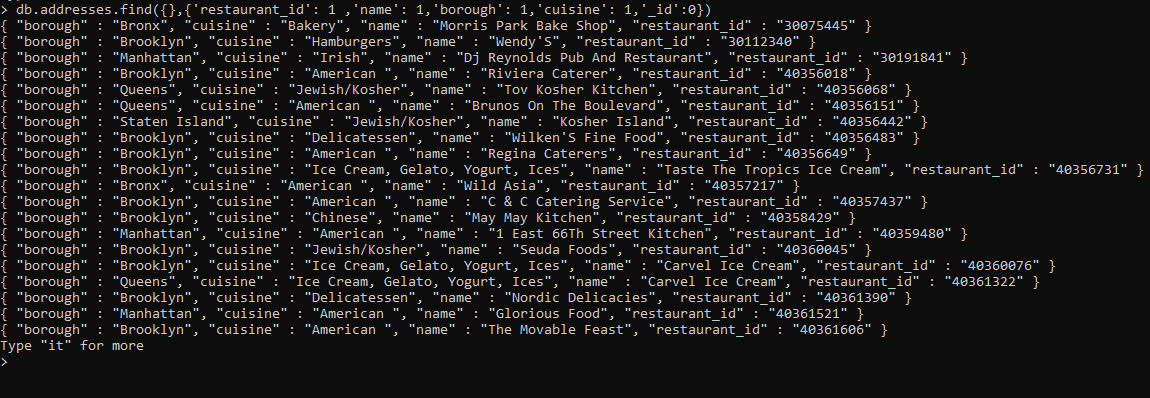 > db.addresses.find({},{'restaurant_id': 1 ,'name': 1,'borough': 1,'cuisine': 1,'_id':0})
{ "borough" : "Bronx", "cuisine" : "Bakery", "name" : "Morris Park Bake Shop", "restaurant_id" : "30075445" }
{ "borough" : "Brooklyn", "cuisine" : "Hamburgers", "name" : "Wendy'S", "restaurant_id" : "30112340" }
{ "borough" : "Manhattan", "cuisine" : "Irish", "name" : "Dj Reynolds Pub And Restaurant", "restaurant_id" : "30191841" }
{ "borough" : "Brooklyn", "cuisine" : "American ", "name" : "Riviera Caterer", "restaurant_id" : "40356018" }
{ "borough" : "Queens", "cuisine" : "Jewish/Kosher", "name" : "Tov Kosher Kitchen", "restaurant_id" : "40356068" }
{ "borough" : "Queens", "cuisine" : "American ", "name" : "Brunos On The Boulevard", "restaurant_id" : "40356151" }
{ "borough" : "Staten Island", "cuisine" : "Jewish/Kosher", "name" : "Kosher Island", "restaurant_id" : "40356442" }
{ "borough" : "Brooklyn", "cuisine" : "Delicatessen", "name" : "Wilken'S Fine Food", "restaurant_id" : "40356483" }
{ "borough" : "Brooklyn", "cuisine" : "American ", "name" : "Regina Caterers", "restaurant_id" : "40356649" }
{ "borough" : "Brooklyn", "cuisine" : "Ice Cream, Gelato, Yogurt, Ices", "name" : "Taste The Tropics Ice Cream", "restaurant_id" : "40356731" }
{ "borough" : "Bronx", "cuisine" : "American ", "name" : "Wild Asia", "restaurant_id" : "40357217" }
{ "borough" : "Brooklyn", "cuisine" : "American ", "name" : "C & C Catering Service", "restaurant_id" : "40357437" }
{ "borough" : "Brooklyn", "cuisine" : "Chinese", "name" : "May May Kitchen", "restaurant_id" : "40358429" }
{ "borough" : "Manhattan", "cuisine" : "American ", "name" : "1 East 66Th Street Kitchen", "restaurant_id" : "40359480" }
{ "borough" : "Brooklyn", "cuisine" : "Jewish/Kosher", "name" : "Seuda Foods", "restaurant_id" : "40360045" }
{ "borough" : "Brooklyn", "cuisine" : "Ice Cream, Gelato, Yogurt, Ices", "name" : "Carvel Ice Cream", "restaurant_id" : "40360076" }
{ "borough" : "Queens", "cuisine" : "Ice Cream, Gelato, Yogurt, Ices", "name" : "Carvel Ice Cream", "restaurant_id" : "40361322" }
{ "borough" : "Brooklyn", "cuisine" : "Delicatessen", "name" : "Nordic Delicacies", "restaurant_id" : "40361390" }
{ "borough" : "Manhattan", "cuisine" : "American ", "name" : "Glorious Food", "restaurant_id" : "40361521" }
{ "borough" : "Brooklyn", "cuisine" : "American ", "name" : "The Movable Feast", "restaurant_id" : "40361606" }
Type "it" for more
>